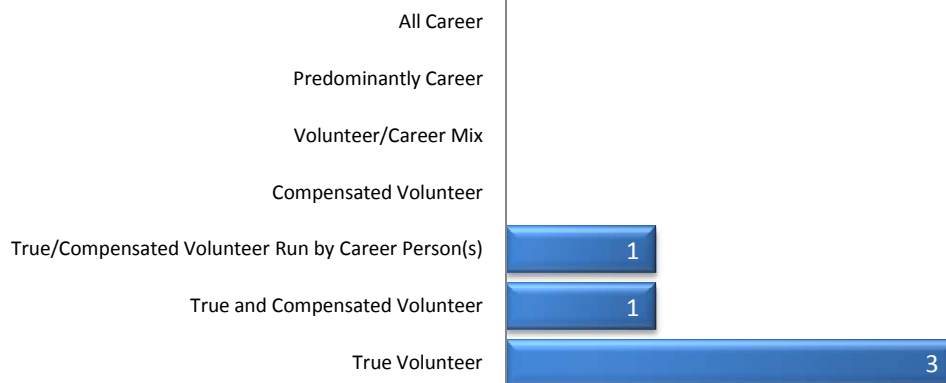 All Career
Predominantly Career
Volunteer/Career Mix
Compensated Volunteer
True/Compensated Volunteer Run by Career Person(s) 1
True and Compensated Volunteer 1
True Volunteer 3